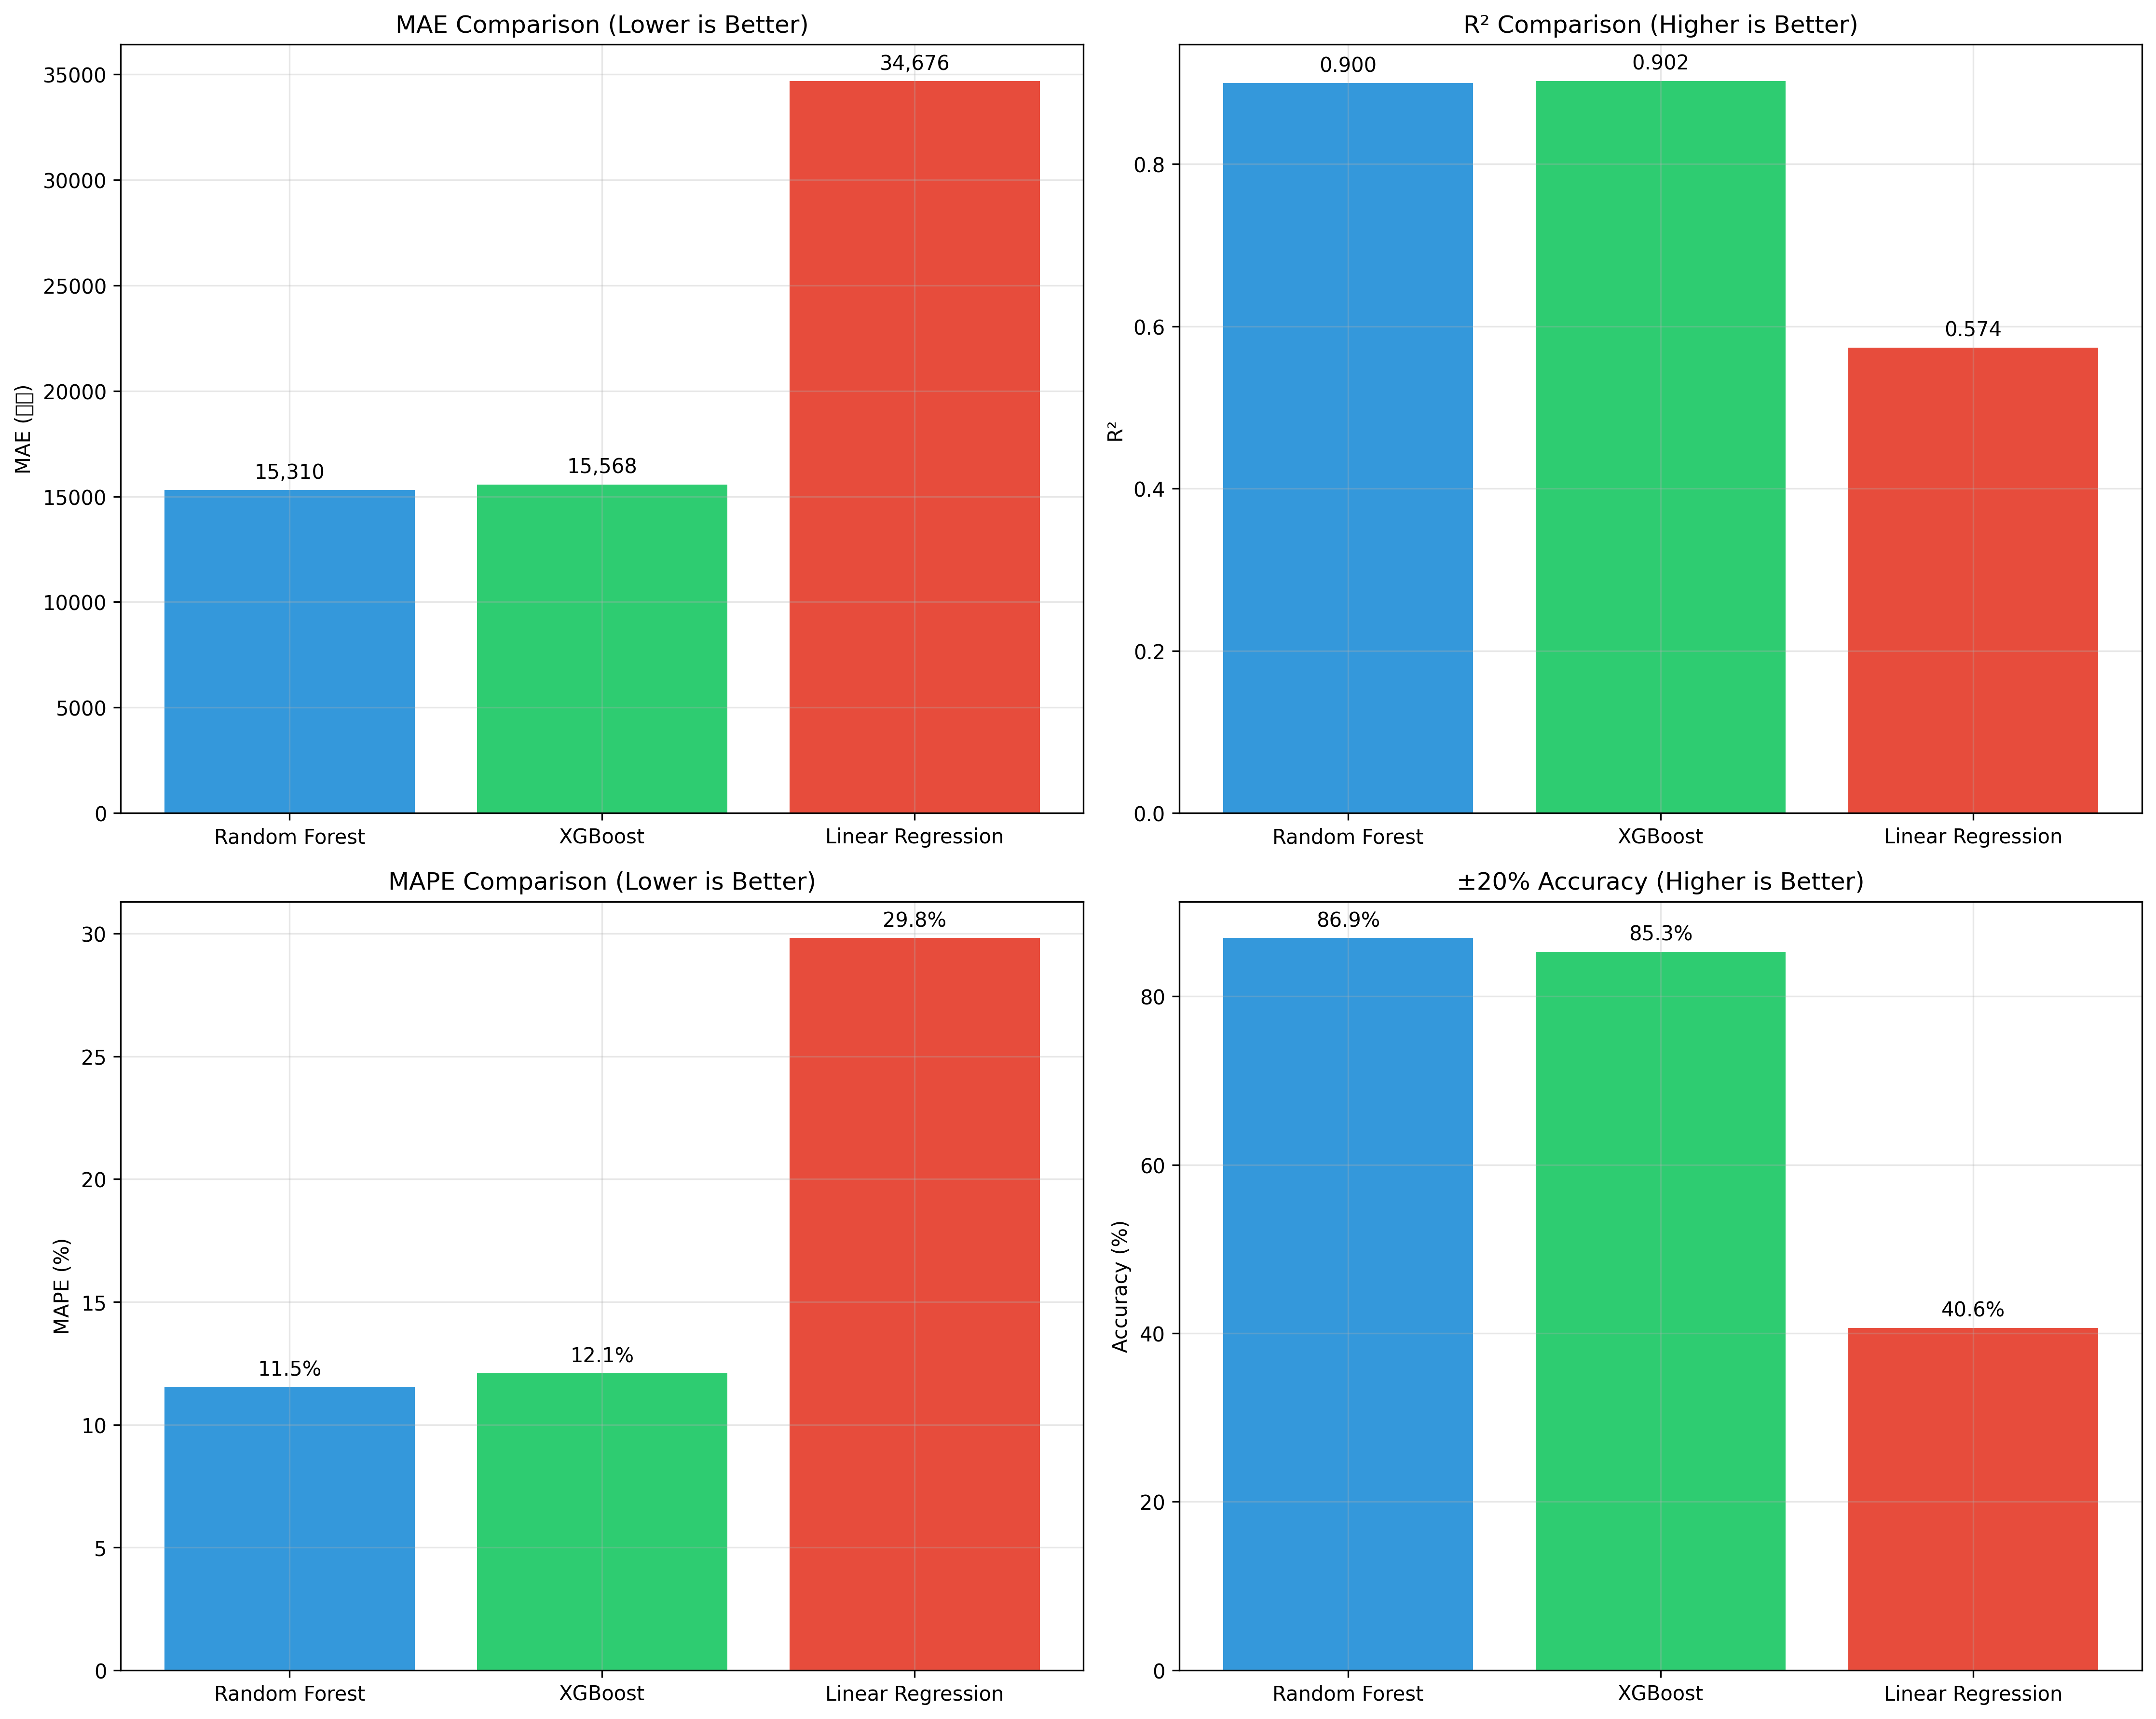 MAE Comparison (Lower is Better)
MAE (□□)
35000
30000
25000
20000
15000
10000
5000
0
15,310
15,568
34,676
Random Forest
XGBoost
Linear Regression
R² Comparison (Higher is Better)
R²
0.8
0.6
0.4
0.2
0.0
0.900
0.902
0.574
Random Forest
XGBoost
Linear Regression
MAPE Comparison (Lower is Better)
MAPE (%)
30
25
20
15
10
5
0
11.5%
12.1%
29.8%
Random Forest
XGBoost
Linear Regression
±20% Accuracy (Higher is Better)
Accuracy (%)
80
60
40
20
0
86.9%
85.3%
40.6%
Random Forest
XGBoost
Linear Regression